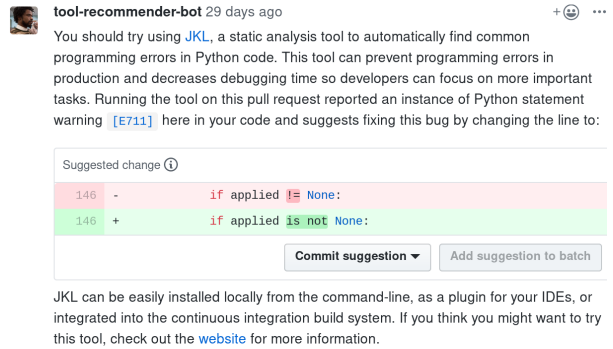 tool-recommender-bot 29 days ago
You should try using JKL, a static analysis tool to automatically find common
programming errors in Python code. This tool can prevent programming errors in
production and decreases debugging time so developers can focus on more important
tasks. Running the tool on this pull request reported an instance of Python statement
warning [E711] here in your code and suggests fixing this bug by changing the line to:
Suggested change
146 - if applied != None:
146 + if applied is not None:
Commit suggestion Add suggestion to batch
JKL can be easily installed locally from the command-line, as a plugin for your IDEs, or
integrated into the continuous integration build system. If you think you might want to try
this tool, check out the website for more information.